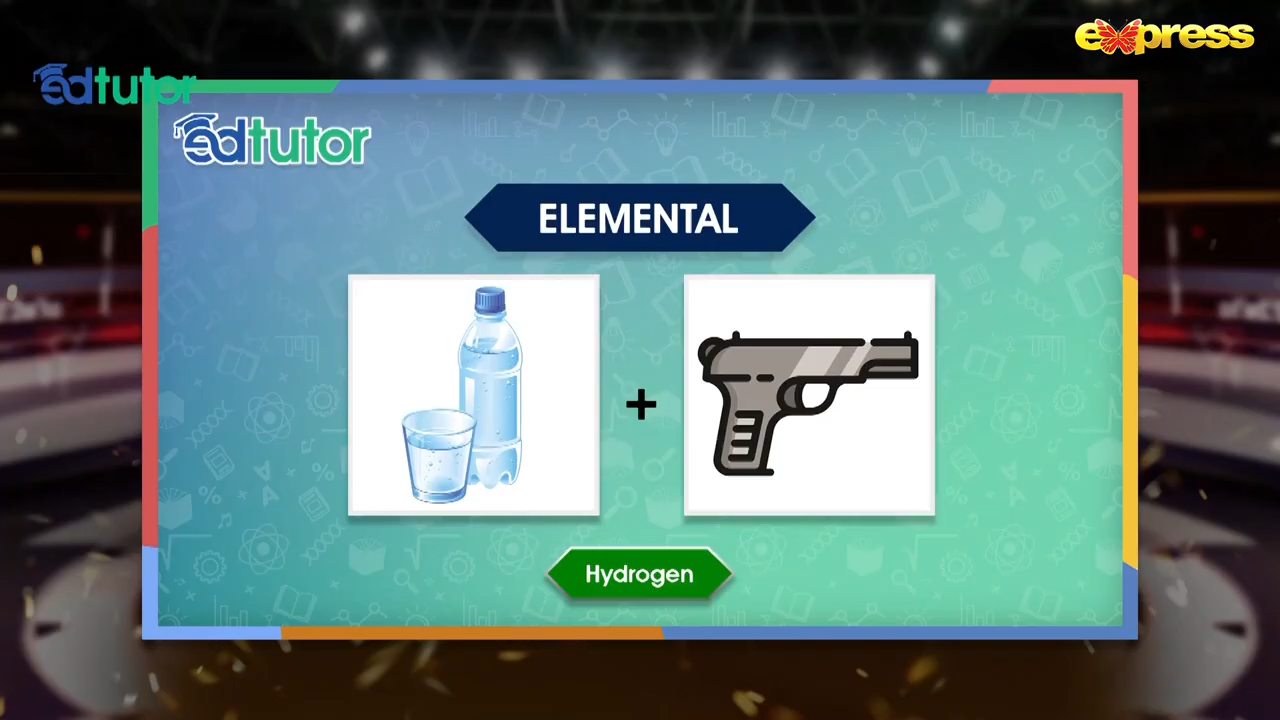 express
edtutor
edtutor
ELEMENTAL
+
Hydrogen